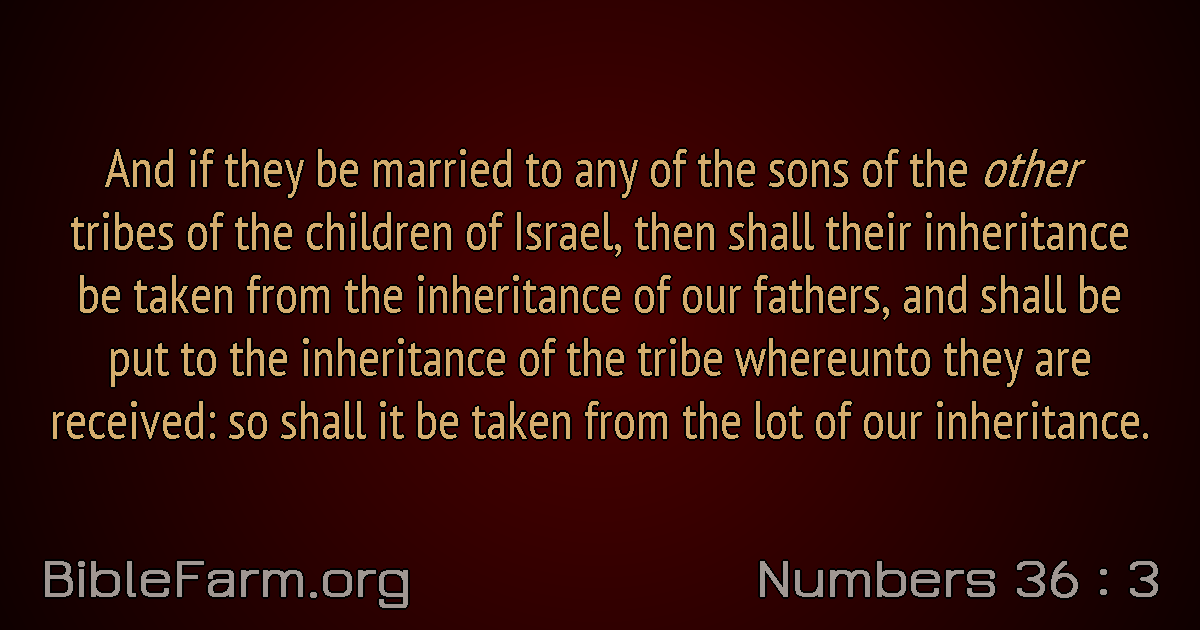 And if they be married to any of the sons of the other
tribes of the children of Israel, then shall their inheritance
be taken from the inheritance of our fathers, and shall be
put to the inheritance of the tribe whereunto they are
received: so shall it be taken from the lot of our inheritance.
BibleFarm.org
Numbers 36 : 3